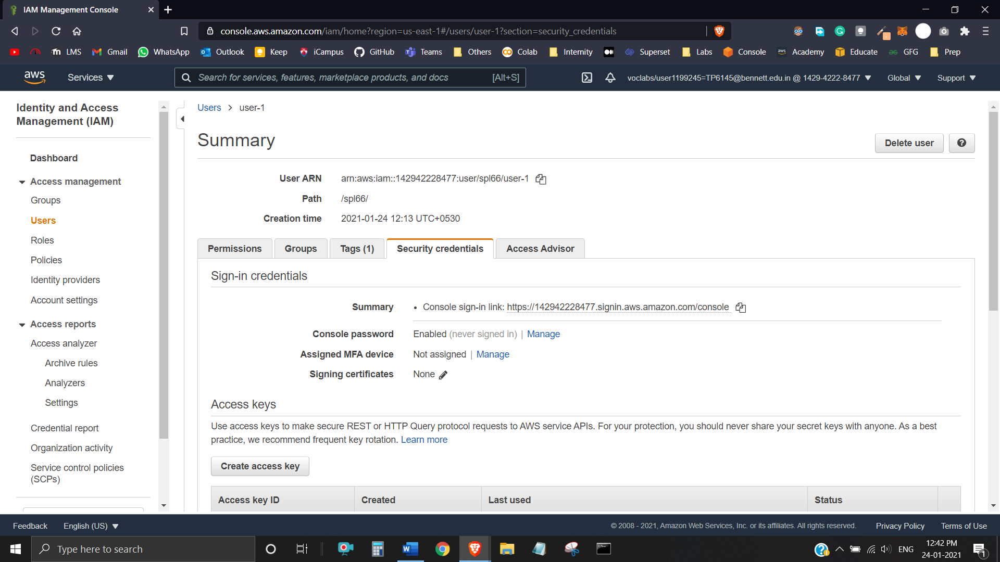 IAM Management Console
console.aws.amazon.com/iam/home?region=us-east-1#/users/user-1?section=security_credentials
LMS Gmail WhatsApp Outlook Keep iCampus GitHub Teams Others Colab Internity Superset Labs Console aws Academy Educate GFG Prep
aws Services Search for services, features, marketplace products, and docs [Alt+S] voclabs/user1199245=TP6145@bennett.edu.in @ 1429-4222-8477 Global Support
Identity and Access
Management (IAM)
Dashboard
Access management
Groups
Users
Roles
Policies
Identity providers
Account settings
Access reports
Access analyzer
Archive rules
Analyzers
Settings
Credential report
Organization activity
Service control policies
(SCPs)
Users > user-1
Summary
Delete user ?
User ARN arn:aws:iam::142942228477:user/spl66/user-1
Path /spl66/
Creation time 2021-01-24 12:13 UTC+0530
Permissions Groups Tags (1) Security credentials Access Advisor
Sign-in credentials
Summary • Console sign-in link: https://142942228477.signin.aws.amazon.com/console
Console password Enabled (never signed in) | Manage
Assigned MFA device Not assigned | Manage
Signing certificates None
Access keys
Use access keys to make secure REST or HTTP Query protocol requests to AWS service APIs. For your protection, you should never share your secret keys with anyone. As a best
practice, we recommend frequent key rotation. Learn more
Create access key
Access key ID Created Last used Status
Feedback English (US) © 2008 - 2021, Amazon Web Services, Inc. or its affiliates. All rights reserved. Privacy Policy Terms of Use
Type here to search
ENG
12:42 PM
24-01-2021
1